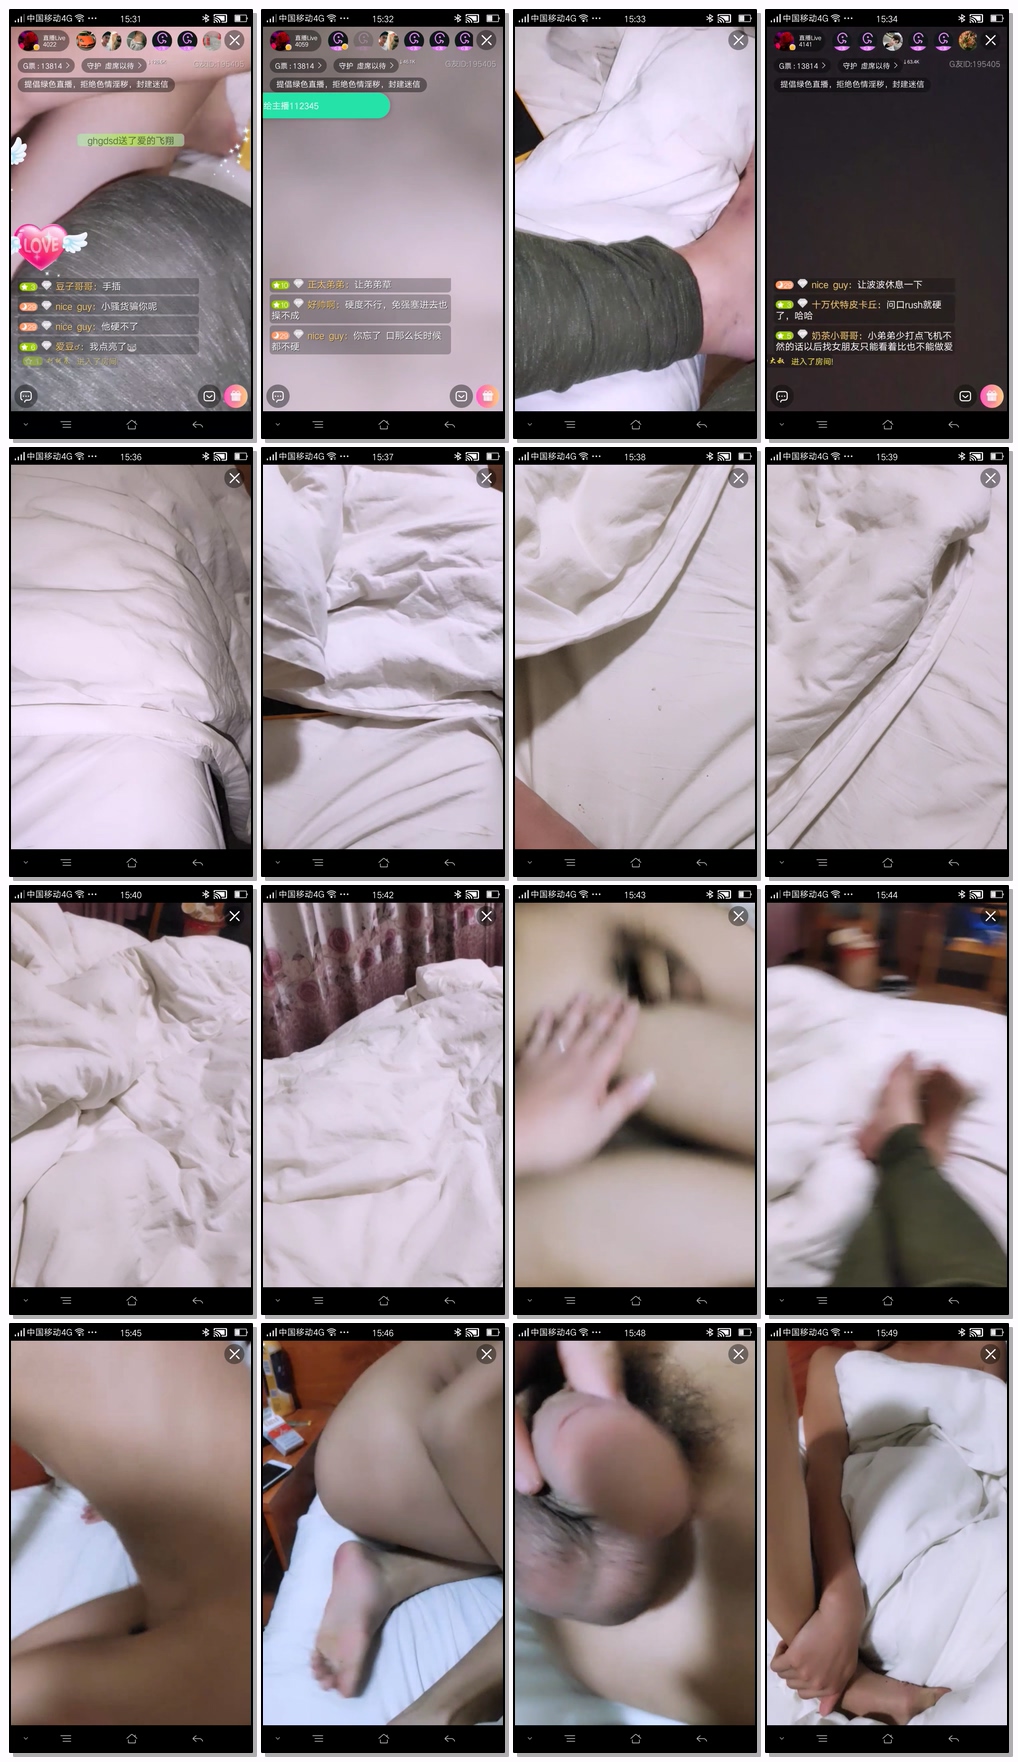 中国移动4G 15:31
直播Live
4022
G票:13814 守护 虚席以待
G友ID:195405
提倡绿色直播，拒绝色情淫秽，封建迷信
ghgdsd送了爱的飞翔
LOVE
3 豆子哥哥：手插
nice guy：小骚货骗你呢
nice guy：他硬不了
6 爱豆♂：我点亮了
进入了房间!
中国移动4G 15:32
直播Live
4059
G票:13814 守护 虚席以待
G友ID:195405
提倡绿色直播，拒绝色情淫秽，封建迷信
给主播112345
10 正太弟弟：让弟弟草
10 好帅啊：硬度不行，免强塞进去也
操不成
29 nice guy：你忘了 口那么长时候
都不硬
中国移动4G 15:33
中国移动4G 15:34
直播Live
4141
G票:13814 守护 虚席以待
G友ID:195405
提倡绿色直播，拒绝色情淫秽，封建迷信
29 nice guy：让波波休息一下
十万伏特皮卡丘：问口rush就硬
了，哈哈
奶茶小哥哥：小弟弟少打点飞机不
然的话以后找女朋友只能看着比也不能做爱
大叔 进入了房间!
中国移动4G 15:36
中国移动4G 15:37
中国移动4G 15:38
中国移动4G 15:39
中国移动4G 15:40
中国移动4G 15:42
中国移动4G 15:43
中国移动4G 15:44
中国移动4G 15:45
中国移动4G 15:46
中国移动4G 15:48
中国移动4G 15:49